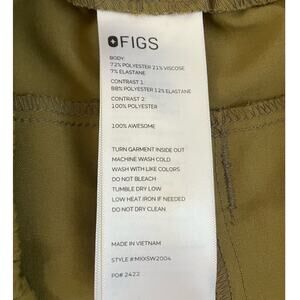 FIGS
BODY:
72% POLYESTER 21% VISCOSE
7% ELASTANE
CONTRAST 1:
88% POLYESTER 12% ELASTANE
CONTRAST 2:
100% POLYESTER
100% AWESOME
TURN GARMENT INSIDE OUT
MACHINE WASH COLD
WASH WITH LIKE COLORS
DO NOT BLEACH
TUMBLE DRY LOW
LOW HEAT IRON IF NEEDED
DO NOT DRY CLEAN
MADE IN VIETNAM
STYLE #MXXSW2004
PO# 2422